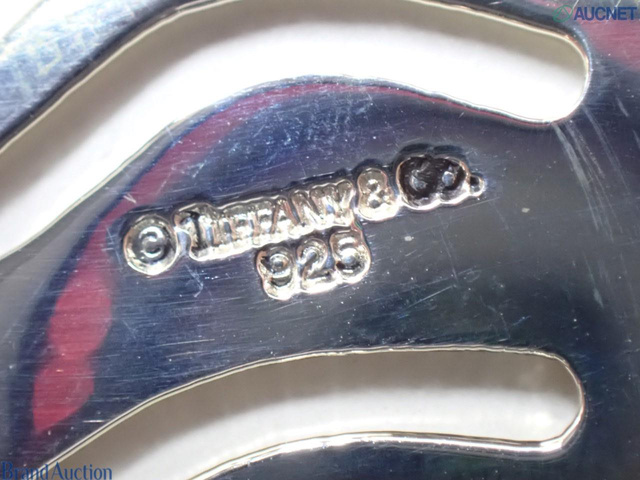 AUCNET
© TIFFANY & CO.
925
Brand Auction